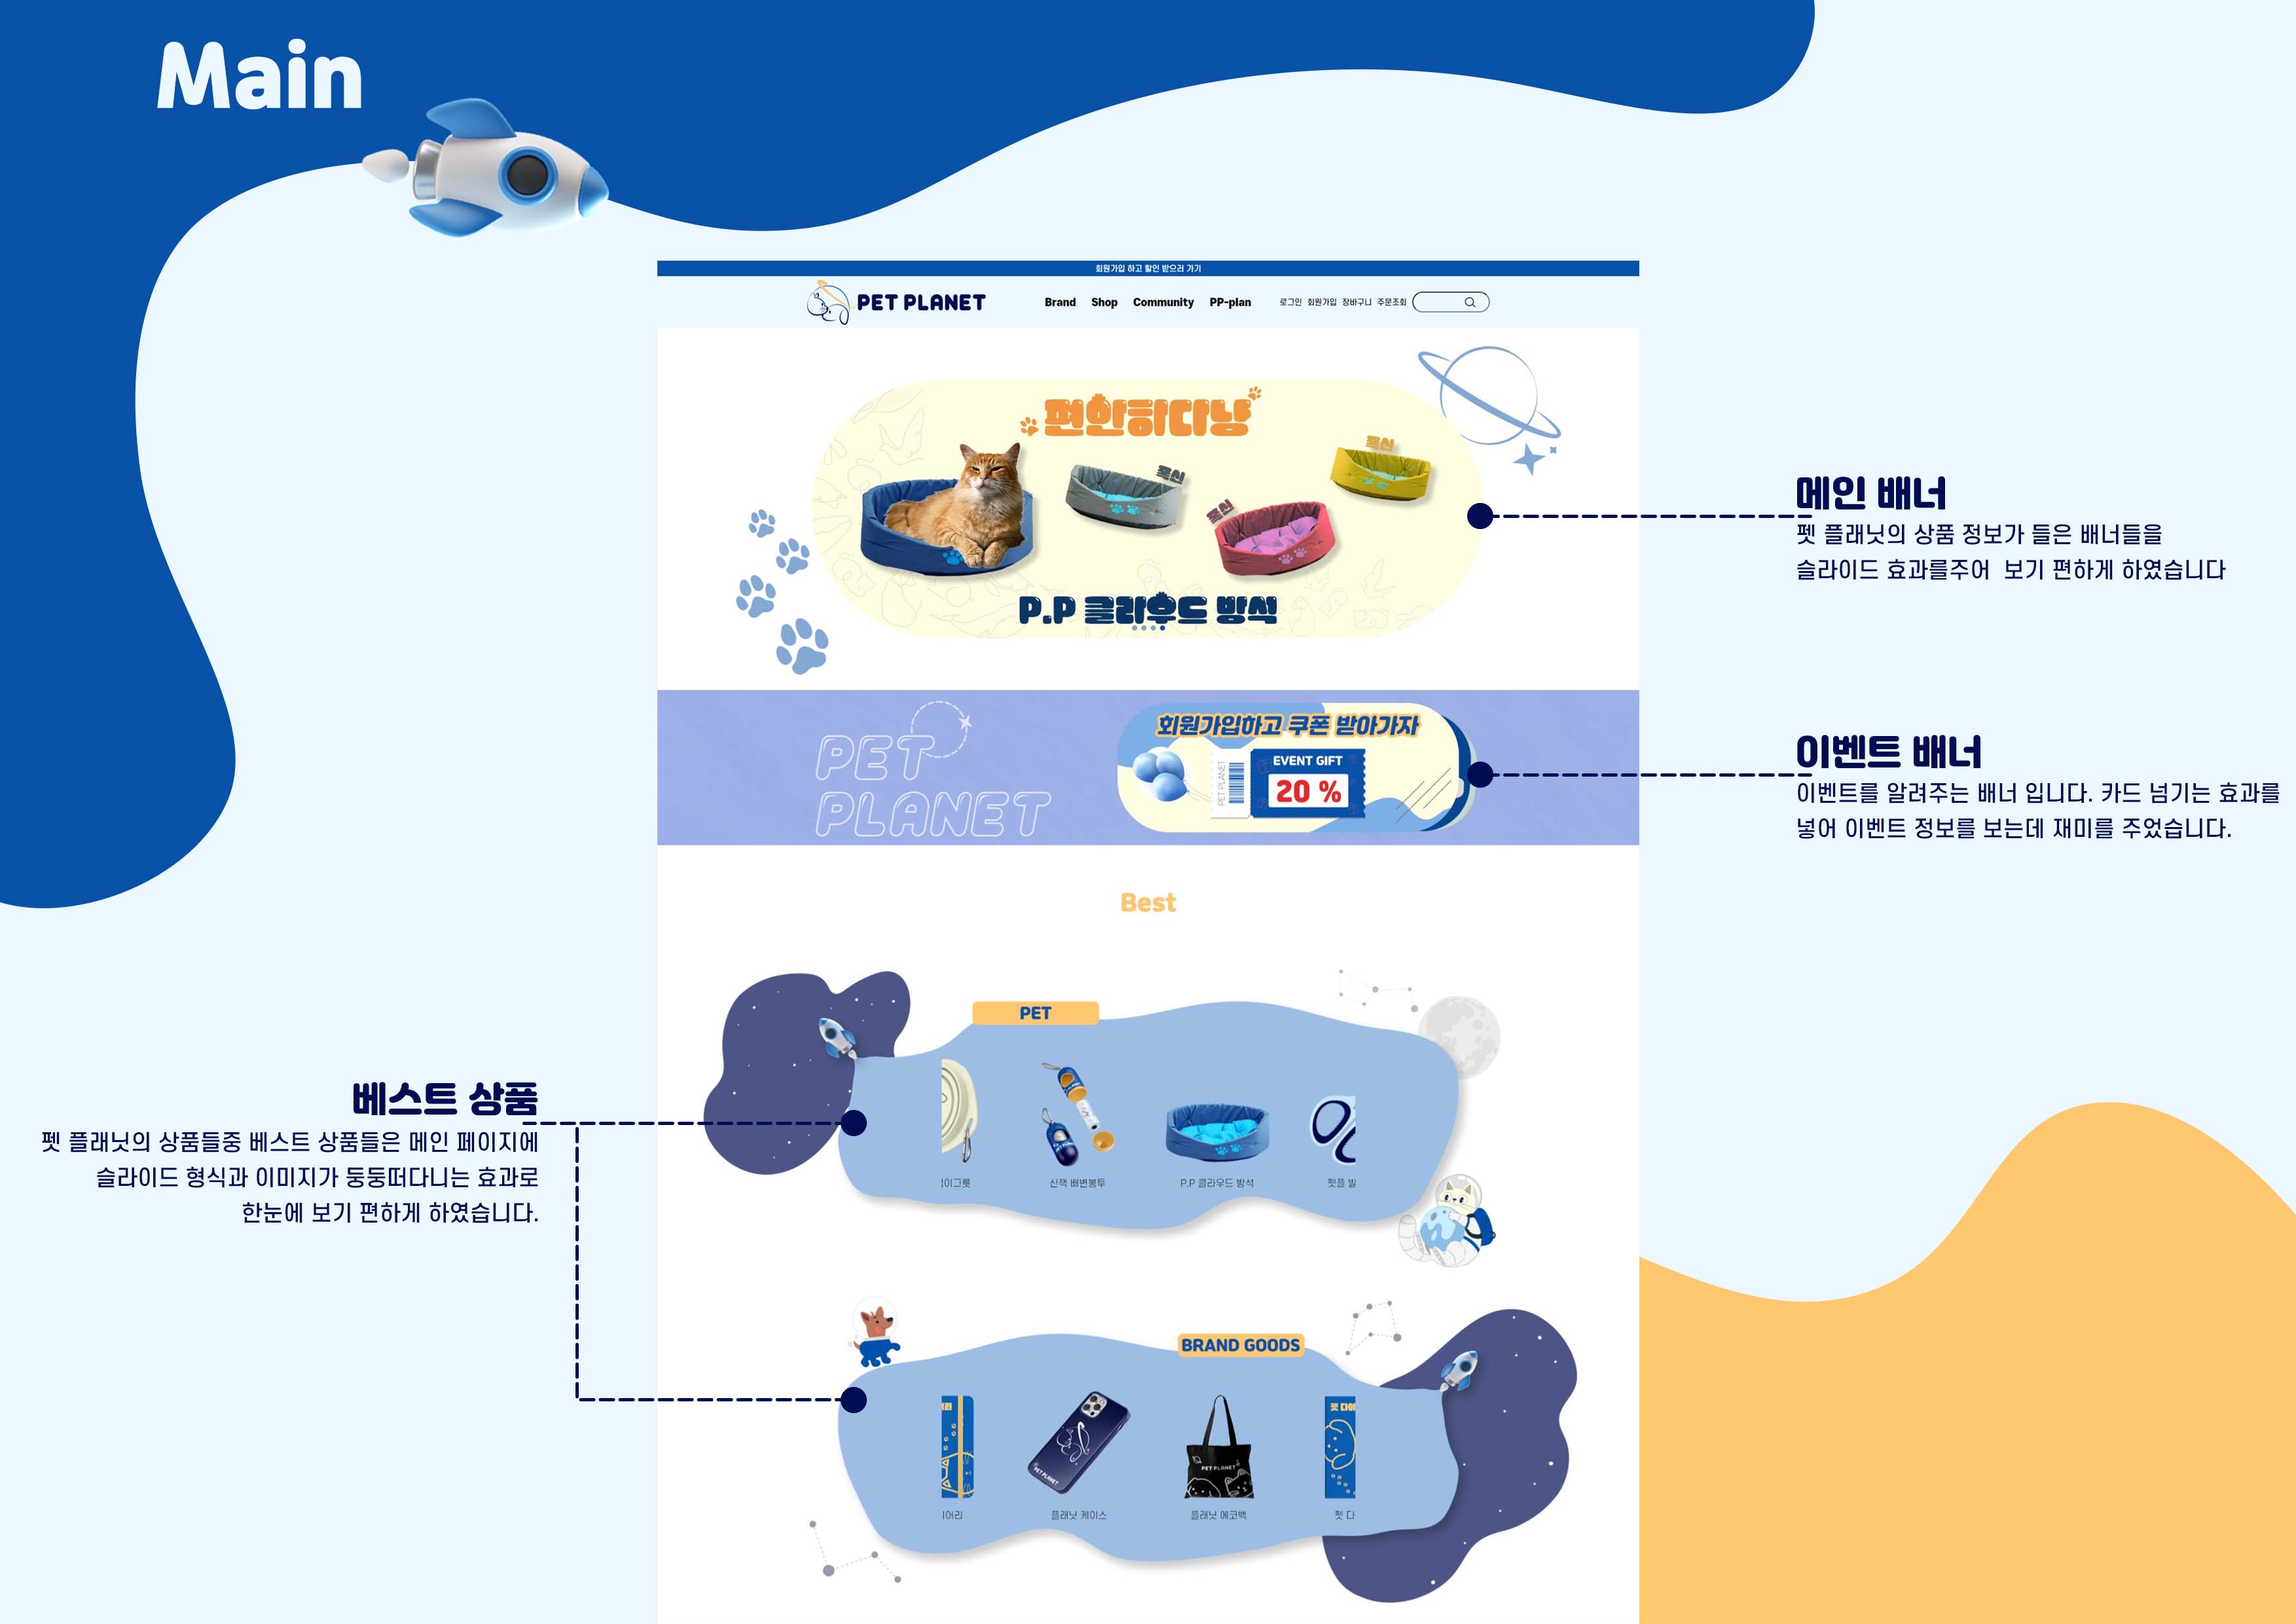 Main
회원가입 하고 할인 받으러 가기
PET PLANET
Brand Shop Community PP-plan
로그인 회원가입 장바구니 주문조회
편안하다냥
폭신
폭신
폭신
P.P 클라우드 방석
메인 배너
펫 플래닛의 상품 정보가 들은 배너들을
슬라이드 효과를주어 보기 편하게 하였습니다
PET
PLANET
회원가입하고 쿠폰 받아가자
PET PLANET
EVENT GIFT
20 %
이벤트 배너
이벤트를 알려주는 배너 입니다. 카드 넘기는 효과를
넣어 이벤트 정보를 보는데 재미를 주었습니다.
Best
PET
이그릇
산책 배변봉투
P.P 클라우드 방석
펫플 빌
베스트 상품
펫 플래닛의 상품들중 베스트 상품들은 메인 페이지에
슬라이드 형식과 이미지가 둥둥떠다니는 효과로
한눈에 보기 편하게 하였습니다.
BRAND GOODS
PET PLANET
PET PLANET
펫 다이
어리
플래닛 케이스
플래닛 에코백
펫 다